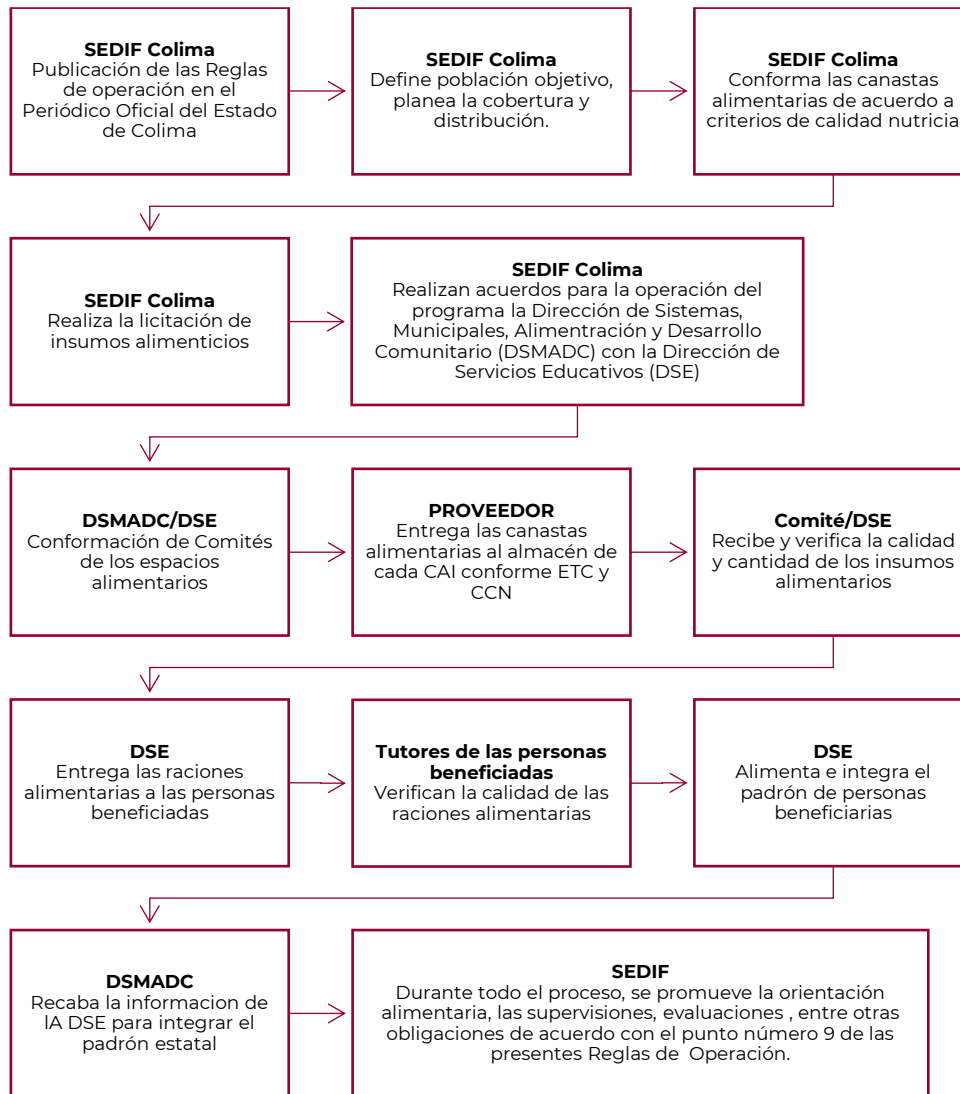 SEDIF Colima
Publicación de las Reglas
de operación en el
Periódico Oficial del Estado
de Colima
SEDIF Colima
Define población objetivo,
planea la cobertura y
distribución.
SEDIF Colima
Conforma las canastas
alimentarias de acuerdo a
criterios de calidad nutricia
SEDIF Colima
Realiza la licitación de
insumos alimenticios
SEDIF Colima
Realizan acuerdos para la operación del
programa la Dirección de Sistemas,
Municipales, Alimentración y Desarrollo
Comunitario (DSMADC) con la Dirección de
Servicios Educativos (DSE)
DSMADC/DSE
Conformación de Comités
de los espacios
alimentarios
PROVEEDOR
Entrega las canastas
alimentarias al almacén de
cada CAI conforme ETC y
CCN
Comité/DSE
Recibe y verifica la calidad
y cantidad de los insumos
alimentarios
DSE
Entrega las raciones
alimentarias a las personas
beneficiadas
Tutores de las personas
beneficiadas
Verifican la calidad de las
raciones alimentarias
DSE
Alimenta e integra el
padrón de personas
beneficiarias
DSMADC
Recaba la informacion de
lA DSE para integrar el
padrón estatal
SEDIF
Durante todo el proceso, se promueve la orientación
alimentaria, las supervisiones, evaluaciones , entre otras
obligaciones de acuerdo con el punto número 9 de las
presentes Reglas de Operación.